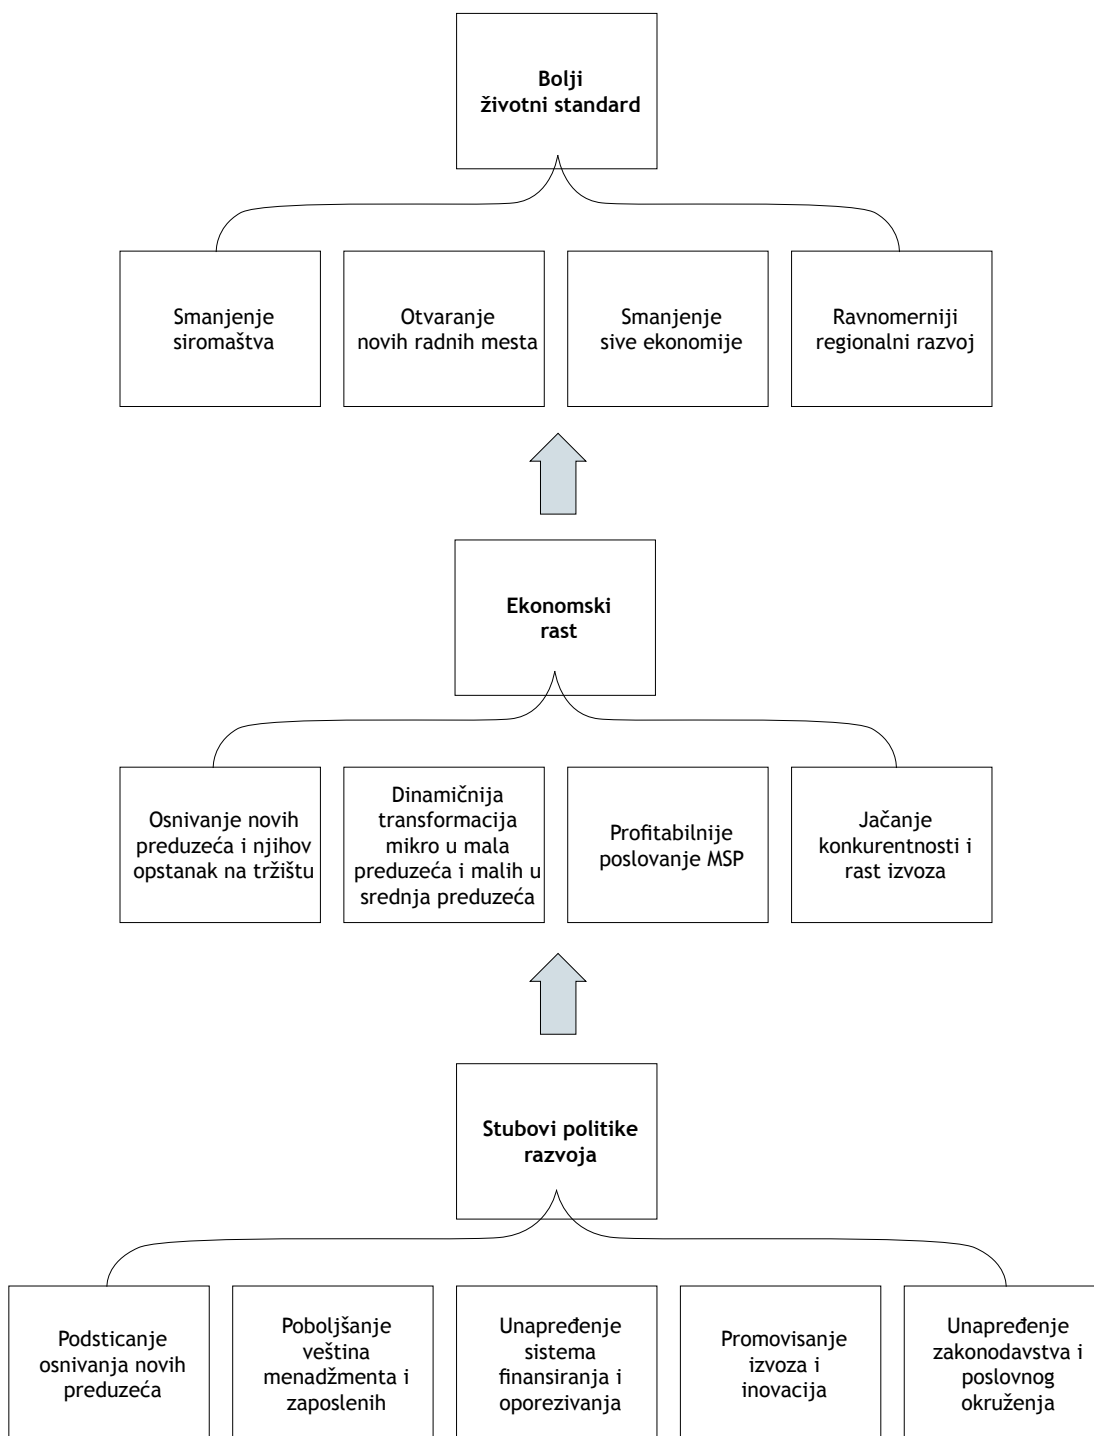 Bolji
životni standard
Smanjenje
siromaštva
Otvaranje
novih radnih mesta
Smanjenje
sive ekonomije
Ravnomerniji
regionalni razvoj
Ekonomski
rast
Osnivanje novih
preduzeća i njihov
opstanak na tržištu
Dinamičnija
transformacija
mikro u mala
preduzeća i malih u
srednja preduzeća
Profitabilnije
poslovanje MSP
Jačanje
konkurentnosti i
rast izvoza
Stubovi politike
razvoja
Podsticanje
osnivanja novih
preduzeća
Poboljšanje
veština
menadžmenta i
zaposlenih
Unapređenje
sistema
finansiranja i
oporezivanja
Promovisanje
izvoza i
inovacija
Unapređenje
zakonodavstva i
poslovnog
okruženja